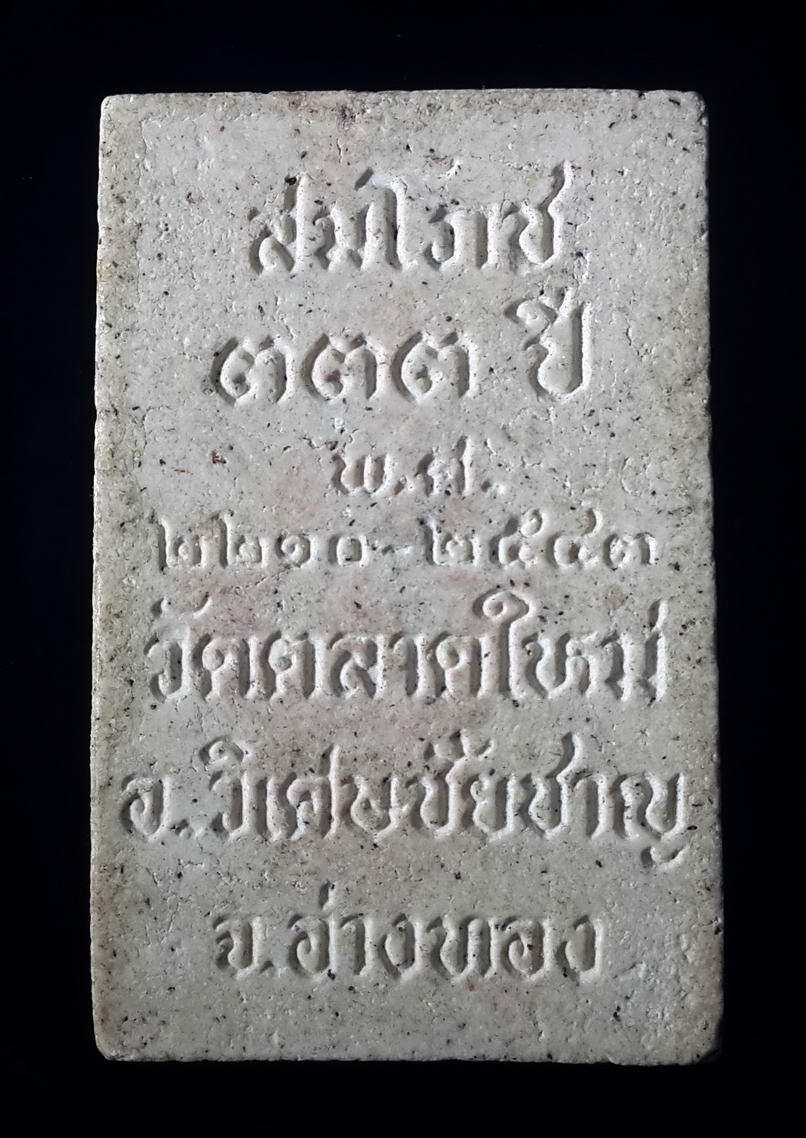 สมโภช
๓๓๓ ปี
พ.ศ.
๒๒๑๐-๒๕๔๓
วัดตลาดใหม่
อ.วิเศษชัยชาญ
จ.อ่างทอง